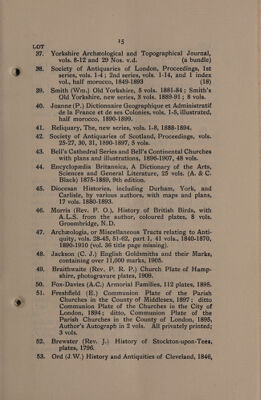 15
LOT
37. Yorkshire Archæological and Topographical Journal,
vols. 8-12 and 29 Nos. v.d. (a bundle)
38. Society of Antiquaries of London, Proceedings, 1st
series, vols. 1-4; 2nd series, vols. 1-14, and 1 index
vol., half morocco, 1849-1893 (18)
39. Smith (Wm.) Old Yorkshire, 5 vols. 1881-84; Smith's
Old Yorkshire, new series, 3 vols. 1889-91; 8 vols.
40. Joanne (P.) Dictionnaire Geographique et Administratif
de la France et de ses Colonies, vols. 1-5, illustrated,
half morocco, 1890-1899.
41. Reliquary, The, new series, vols. 1-8, 1888-1894.
42. Society of Antiquaries of Scotland, Proceedings, vols.
25-27, 30, 31, 1890-1897, 5 vols.
43. Bell's Cathedral Series and Bell's Continental Churches
with plans and illustrations, 1896-1907, 48 vols.
44. Encyclopædia Britannica, A Dictionary of the Arts,
Sciences and General Literature, 25 vols. (A. & C.
Black) 1875-1889, 9th edition.
45. Diocesan Histories, including Durham, York, and
Carlisle, by various authors, with maps and plans,
17 vols. 1880-1893.
46. Morris (Rev. F. O.), History of British Birds, with
A.L.S. from the author, coloured plates, 8 vols.
Groombridge, N.D.
47. Archæologia, or Miscellaneous Tracts relating to Anti-
quity, vols. 28-45, 51-62, part 1, 41 vols., 1840-1870,
1890-1910 (vol. 36 title page missing).
48. Jackson (C. J.) English Goldsmiths and their Marks,
containing over 11,000 marks, 1905.
49. Braithwaite (Rev. P. R. P.) Church Plate of Hamp-
shire, photogravure plates, 1909.
50. Fox-Davies (A.C.) Armorial Families, 112 plates, 1895.
51. Freshfield (E.) Communion Plate of the Parish
Churches in the County of Middlesex, 1897; ditto
Communion Plate of the Churches in the City of
London, 1894; ditto, Communion Plate of the
Parish Churches in the County of London, 1895,
Author's Autograph in 2 vols. All privately printed;
3 vols.
52. Brewster (Rev. J.) History of Stockton-upon-Tees,
plates, 1796.
53. Ord (J.W.) History and Antiquities of Cleveland, 1846,